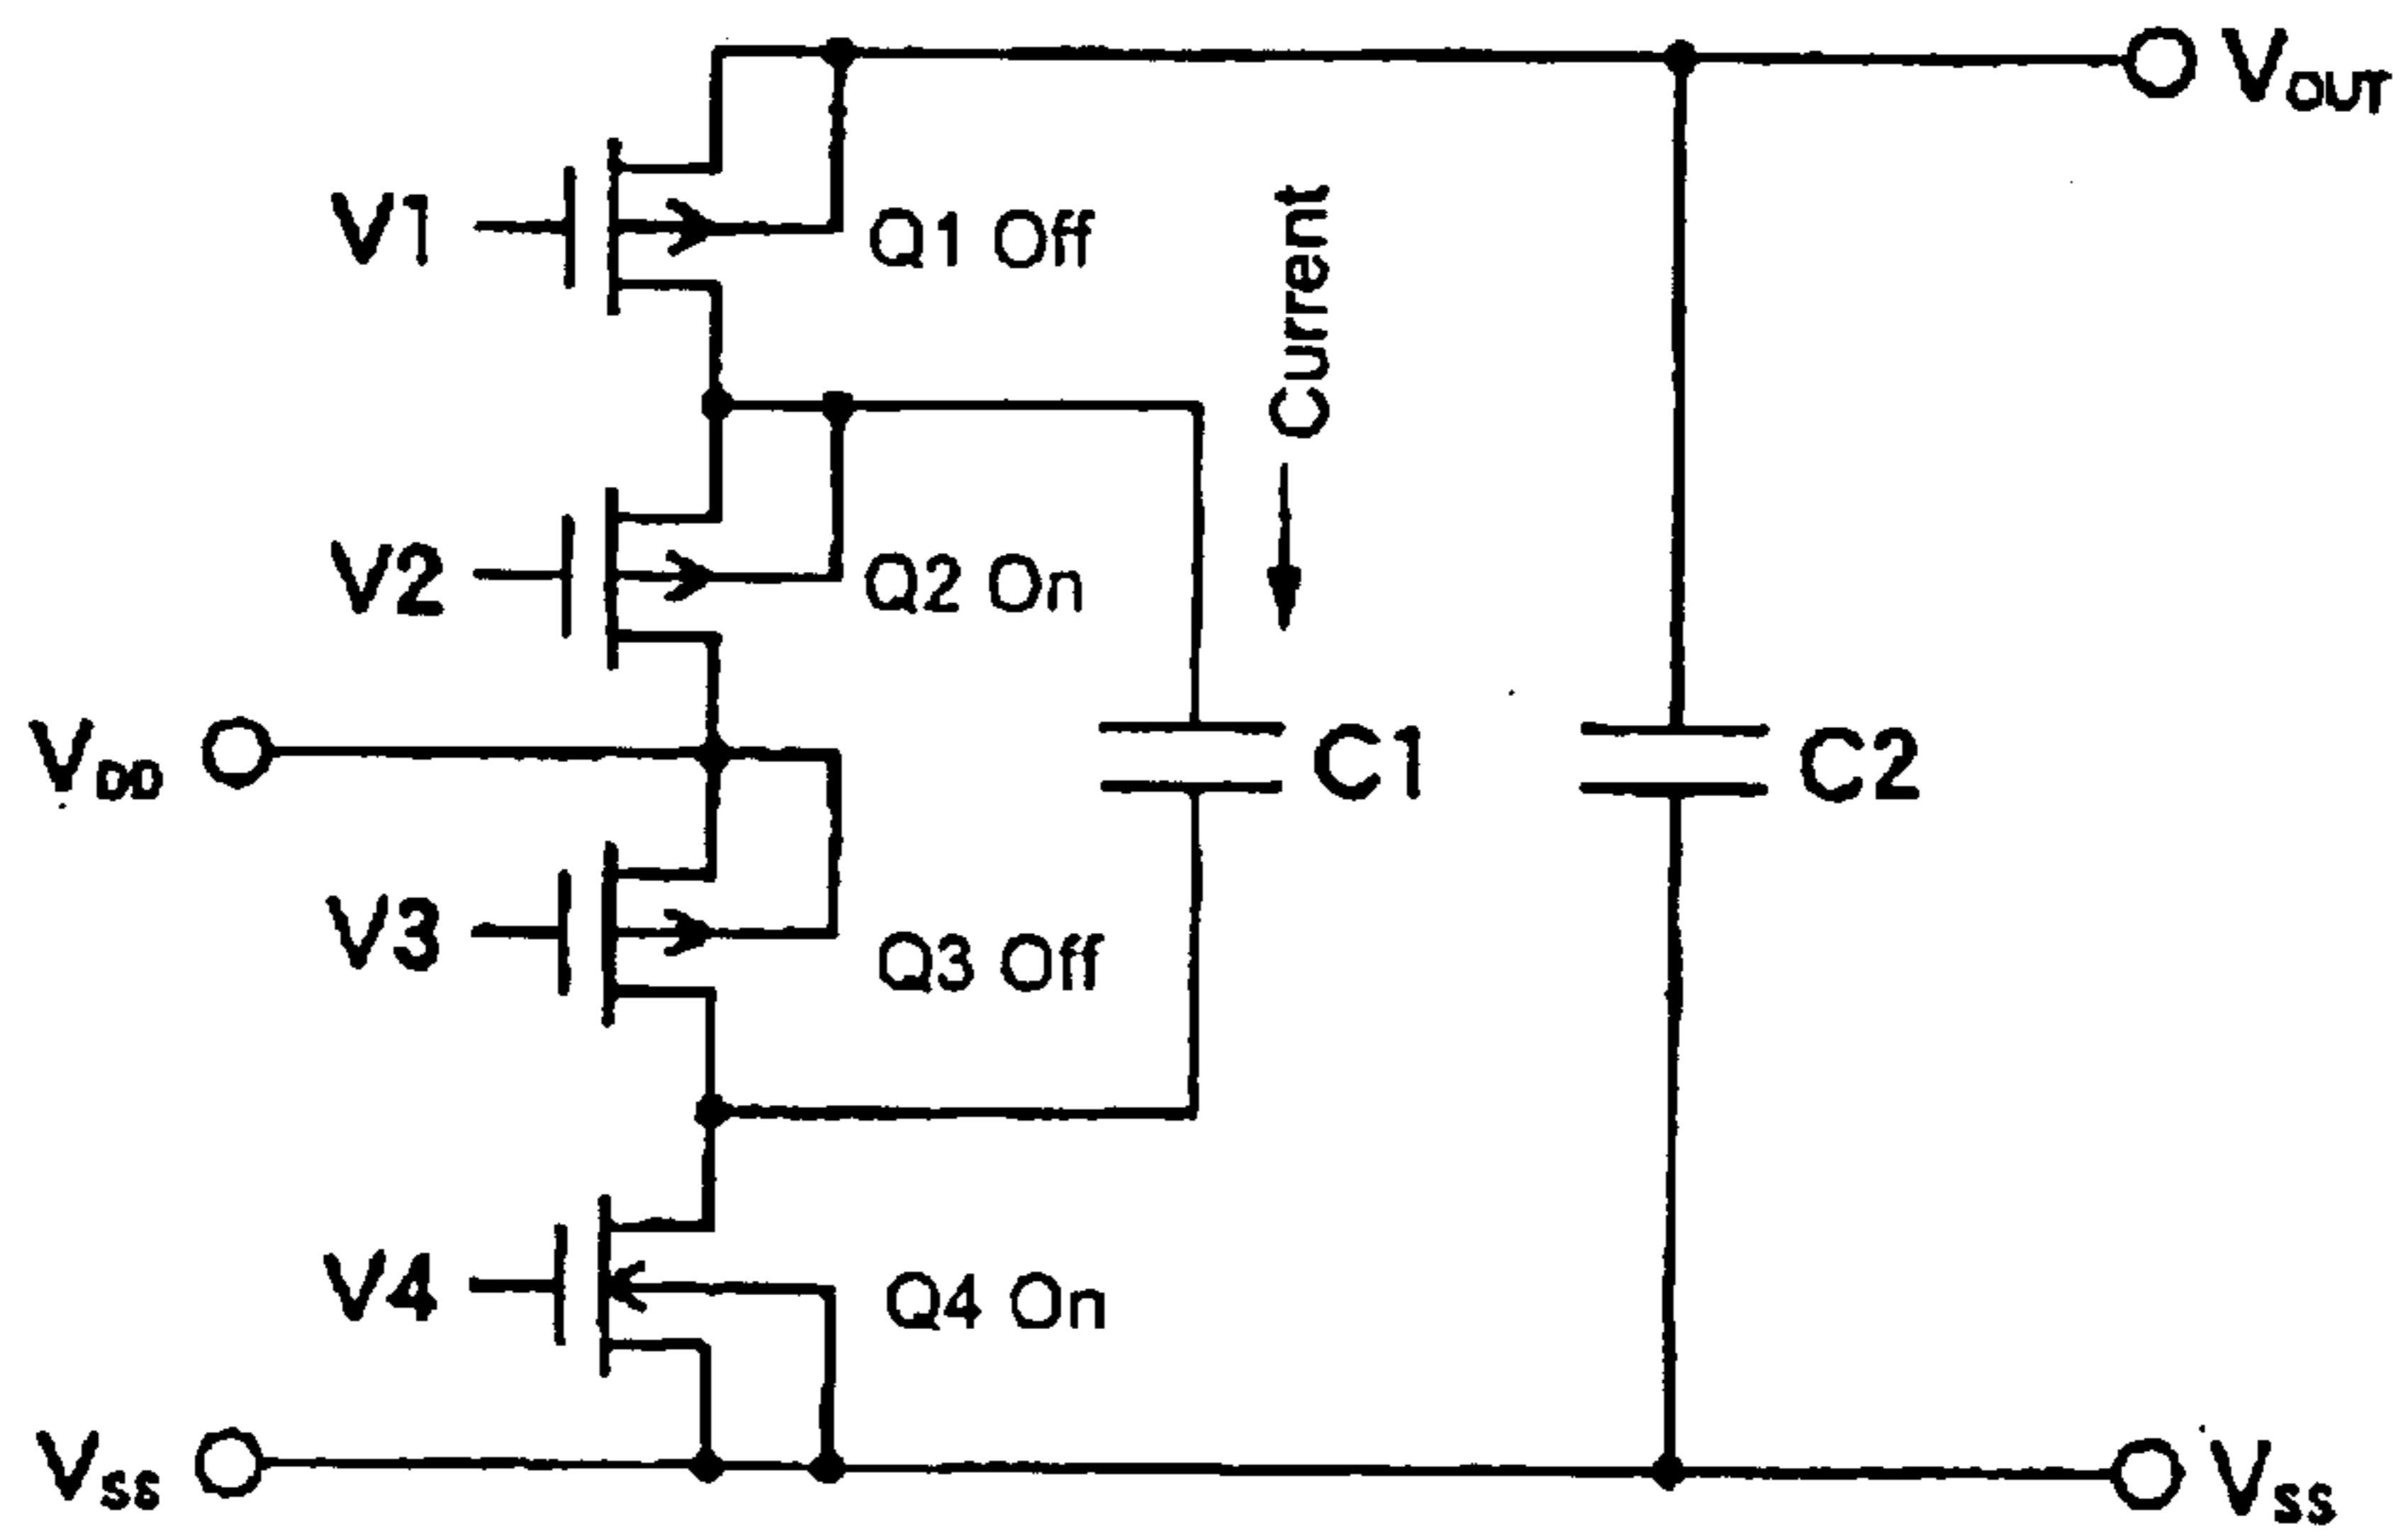 VOUT
V1
Q1 Off
Current
V2
Q2 On
VDD
C1
C2
V3
Q3 Off
V4
Q4 On
VSS
VSS